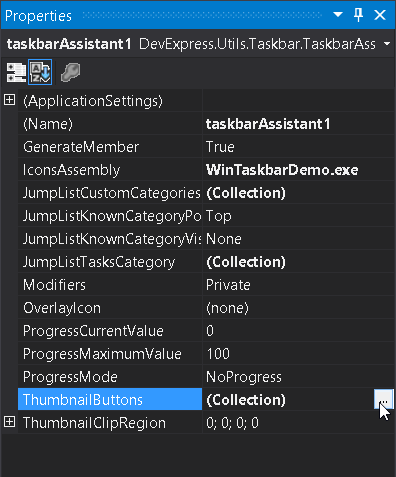 Properties
taskbarAssistant1 DevExpress.Utils.Taskbar.TaskbarAss
(ApplicationSettings)
(Name) taskbarAssistant1
GenerateMember True
IconsAssembly WinTaskbarDemo.exe
JumpListCustomCategories (Collection)
JumpListKnownCategoryPo Top
JumpListKnownCategoryVis None
JumpListTasksCategory (Collection)
Modifiers Private
OverlayIcon (none)
ProgressCurrentValue 0
ProgressMaximumValue 100
ProgressMode NoProgress
ThumbnailButtons (Collection) ...
ThumbnailClipRegion 0; 0; 0; 0